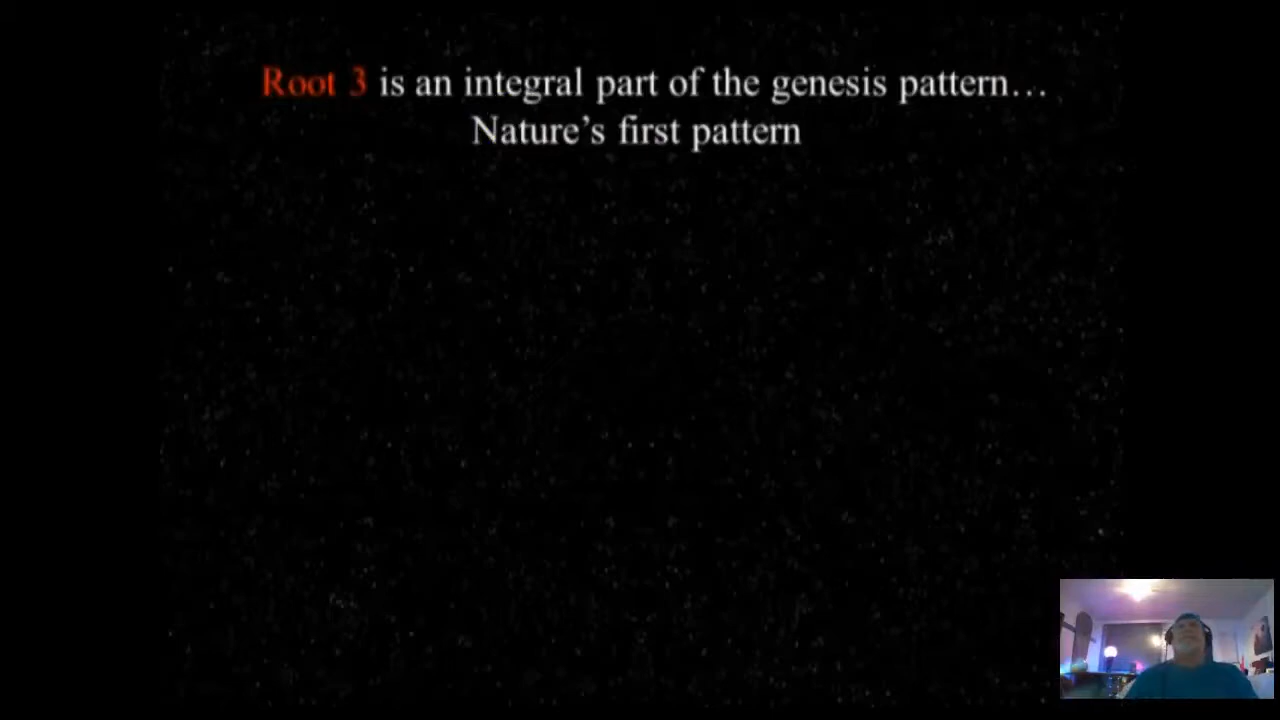 Root 3 is an integral part of the genesis pattern…
Nature’s first pattern